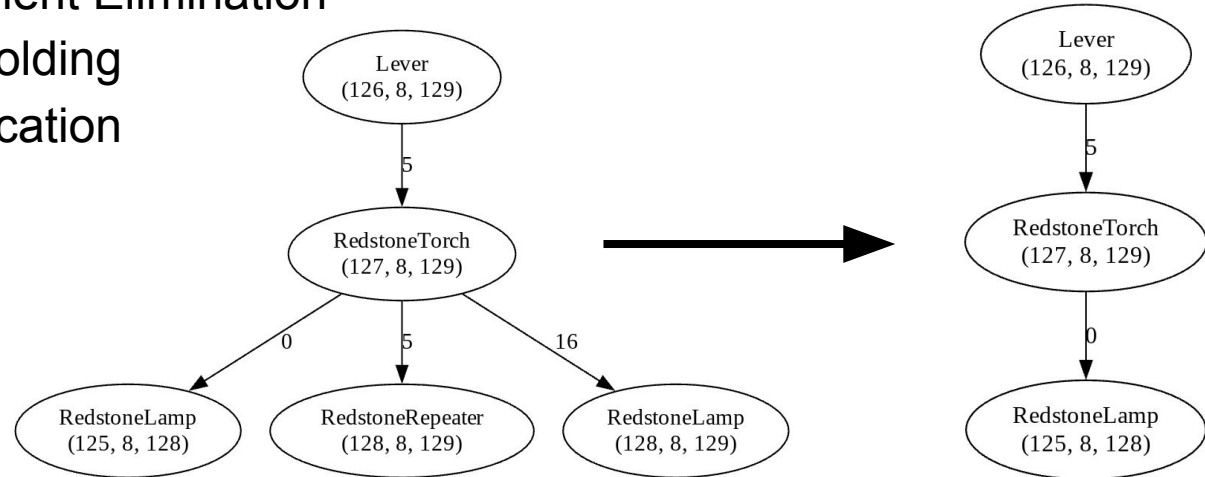 nent Elimination
olding
cation
Lever
(126, 8, 129)
5
RedstoneTorch
(127, 8, 129)
0
5
16
RedstoneLamp
(125, 8, 128)
RedstoneRepeater
(128, 8, 129)
RedstoneLamp
(128, 8, 129)
Lever
(126, 8, 129)
5
RedstoneTorch
(127, 8, 129)
0
RedstoneLamp
(125, 8, 128)